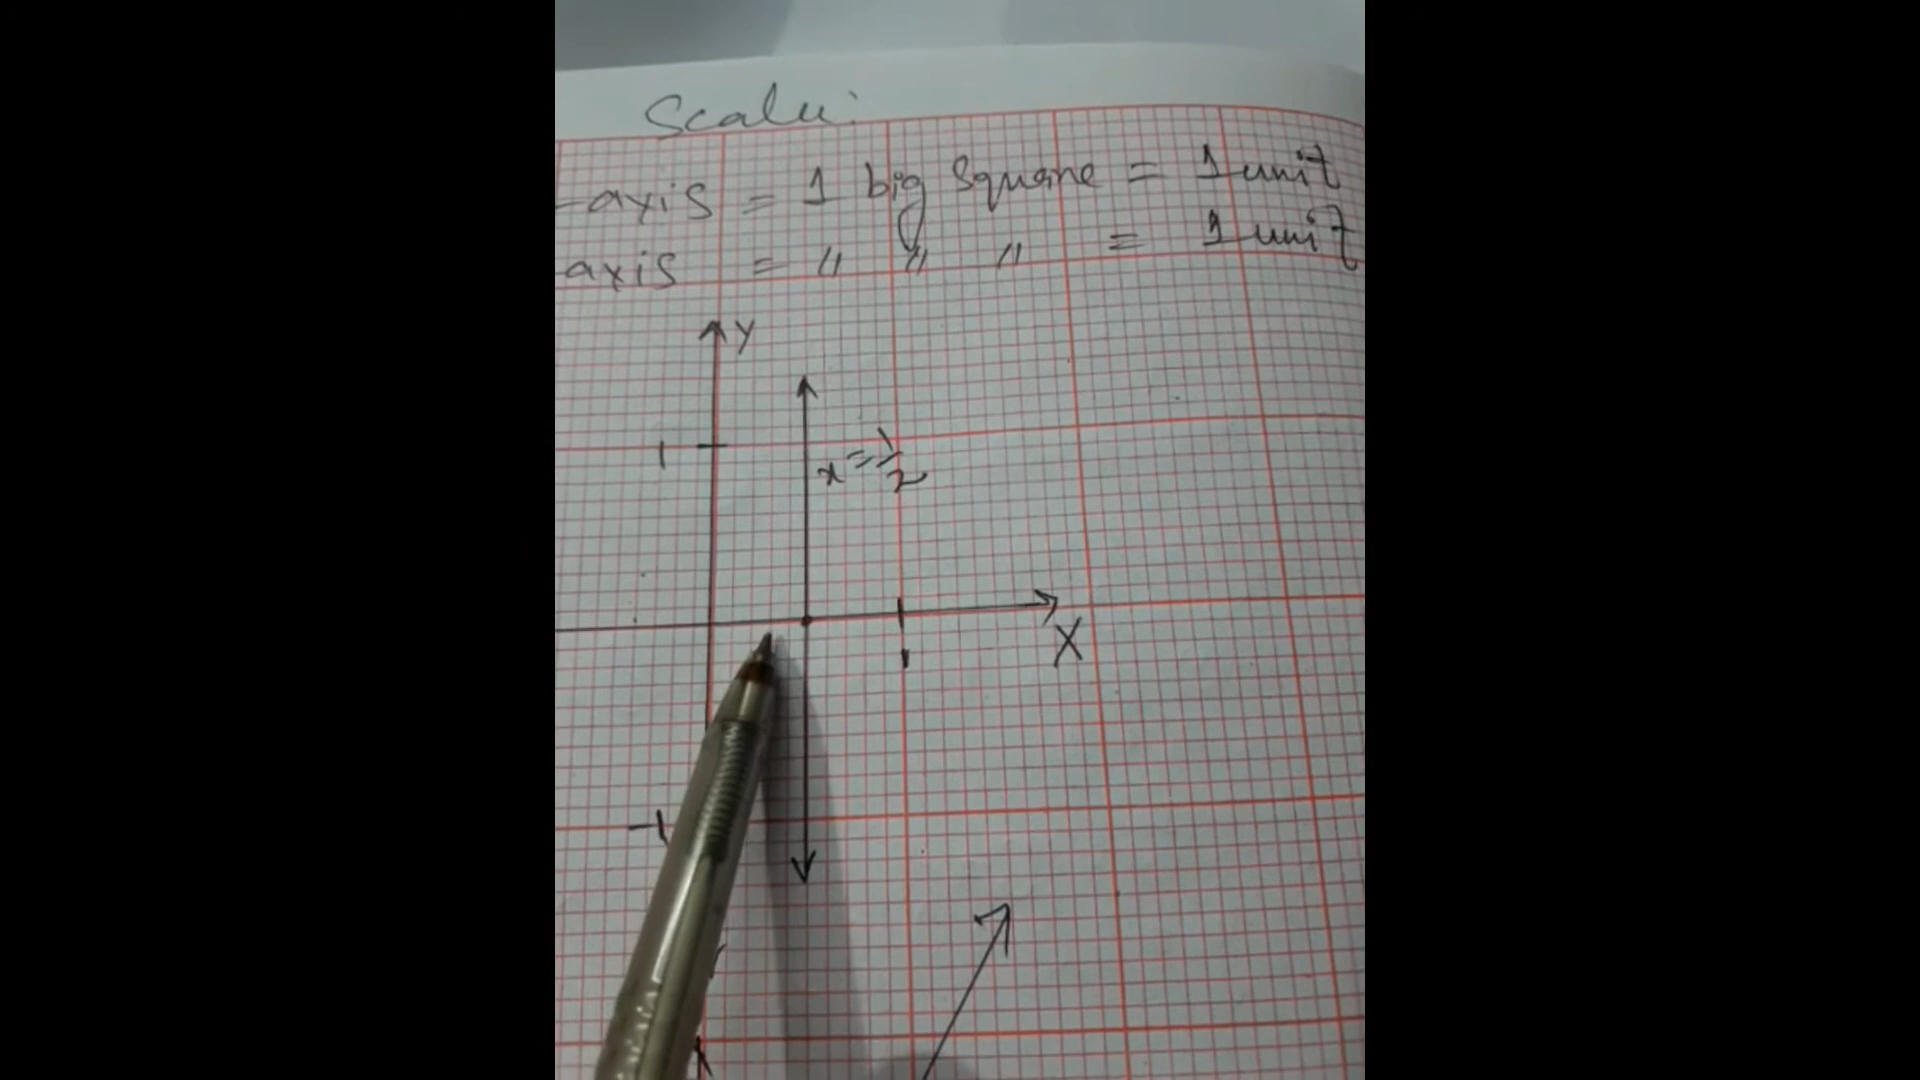 Scale:
-axis = 1 big square = 1 unit
-axis = " " " = 1 unit
Y
1
x = 1/2
X
1
-1